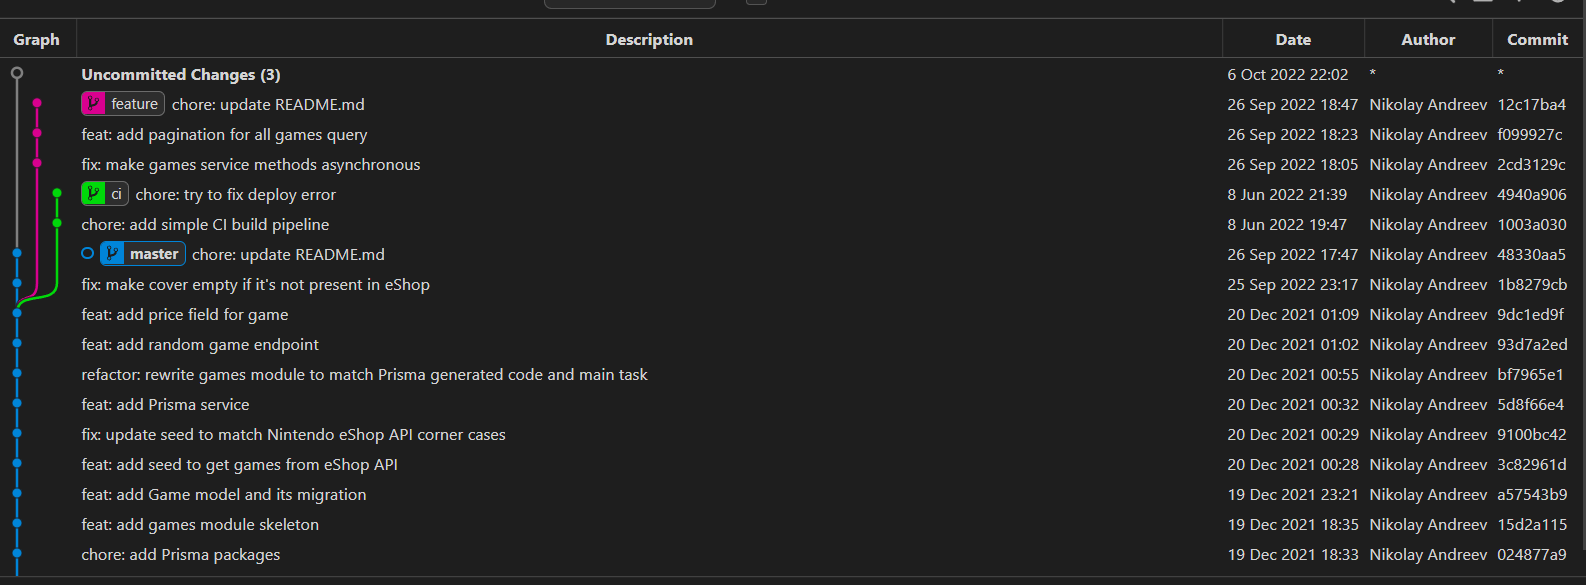 Graph Description Date Author Commit
Uncommitted Changes (3) 6 Oct 2022 22:02 * *
feature chore: update README.md 26 Sep 2022 18:47 Nikolay Andreev 12c17ba4
feat: add pagination for all games query 26 Sep 2022 18:23 Nikolay Andreev f099927c
fix: make games service methods asynchronous 26 Sep 2022 18:05 Nikolay Andreev 2cd3129c
ci chore: try to fix deploy error 8 Jun 2022 21:39 Nikolay Andreev 4940a906
chore: add simple CI build pipeline 8 Jun 2022 19:47 Nikolay Andreev 1003a030
master chore: update README.md 26 Sep 2022 17:47 Nikolay Andreev 48330aa5
fix: make cover empty if it's not present in eShop 25 Sep 2022 23:17 Nikolay Andreev 1b8279cb
feat: add price field for game 20 Dec 2021 01:09 Nikolay Andreev 9dc1ed9f
feat: add random game endpoint 20 Dec 2021 01:02 Nikolay Andreev 93d7a2ed
refactor: rewrite games module to match Prisma generated code and main task 20 Dec 2021 00:55 Nikolay Andreev bf7965e1
feat: add Prisma service 20 Dec 2021 00:32 Nikolay Andreev 5d8f66e4
fix: update seed to match Nintendo eShop API corner cases 20 Dec 2021 00:29 Nikolay Andreev 9100bc42
feat: add seed to get games from eShop API 20 Dec 2021 00:28 Nikolay Andreev 3c82961d
feat: add Game model and its migration 19 Dec 2021 23:21 Nikolay Andreev a57543b9
feat: add games module skeleton 19 Dec 2021 18:35 Nikolay Andreev 15d2a115
chore: add Prisma packages 19 Dec 2021 18:33 Nikolay Andreev 024877a9